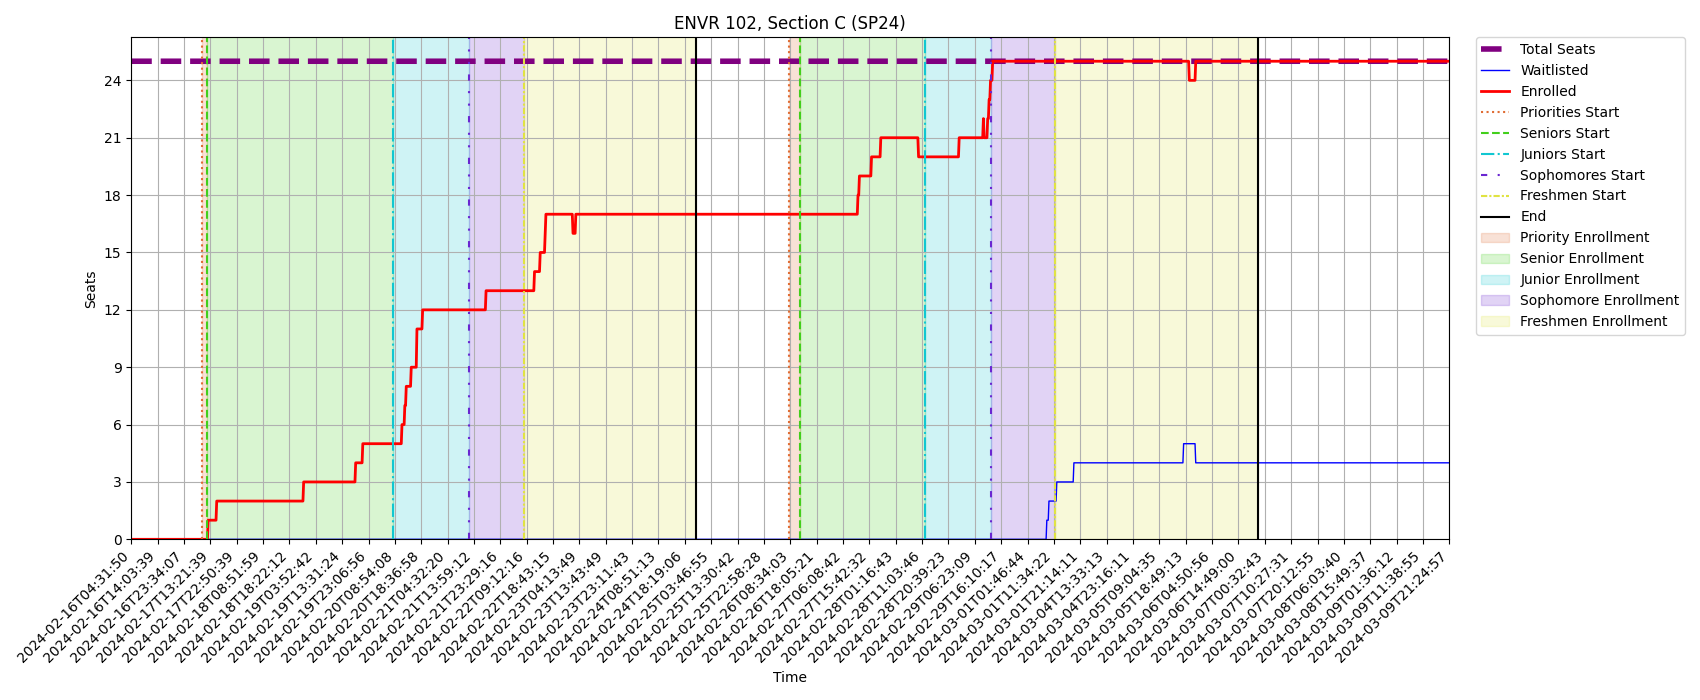 ENVR 102, Section C (SP24)
Seats
24
21
18
15
12
9
6
3
0
2024-02-16T04:31:50
2024-02-16T14:03:39
2024-02-16T23:34:07
2024-02-17T13:21:39
2024-02-17T22:50:39
2024-02-18T08:51:59
2024-02-18T18:22:12
2024-02-19T03:52:42
2024-02-19T13:31:24
2024-02-19T23:06:56
2024-02-20T08:54:08
2024-02-20T18:36:58
2024-02-21T04:32:20
2024-02-21T13:59:12
2024-02-21T23:29:16
2024-02-22T09:12:16
2024-02-22T18:43:15
2024-02-23T04:13:49
2024-02-23T13:43:49
2024-02-23T23:11:43
2024-02-24T08:51:13
2024-02-24T18:19:06
2024-02-25T03:46:55
2024-02-25T13:30:42
2024-02-25T22:58:28
2024-02-26T08:34:03
2024-02-26T18:05:21
2024-02-27T06:08:42
2024-02-27T15:42:32
2024-02-28T01:16:43
2024-02-28T11:03:46
2024-02-28T20:39:23
2024-02-29T06:23:09
2024-02-29T16:10:17
2024-03-01T01:46:44
2024-03-01T11:34:22
2024-03-01T21:14:11
2024-03-04T13:33:13
2024-03-04T23:16:11
2024-03-05T09:04:35
2024-03-05T18:49:13
2024-03-06T04:50:56
2024-03-06T14:49:00
2024-03-07T00:32:43
2024-03-07T10:27:31
2024-03-07T20:12:55
2024-03-08T06:03:40
2024-03-08T15:49:37
2024-03-09T01:36:12
2024-03-09T11:38:55
2024-03-09T21:24:57
Time
Total Seats
Waitlisted
Enrolled
Priorities Start
Seniors Start
Juniors Start
Sophomores Start
Freshmen Start
End
Priority Enrollment
Senior Enrollment
Junior Enrollment
Sophomore Enrollment
Freshmen Enrollment